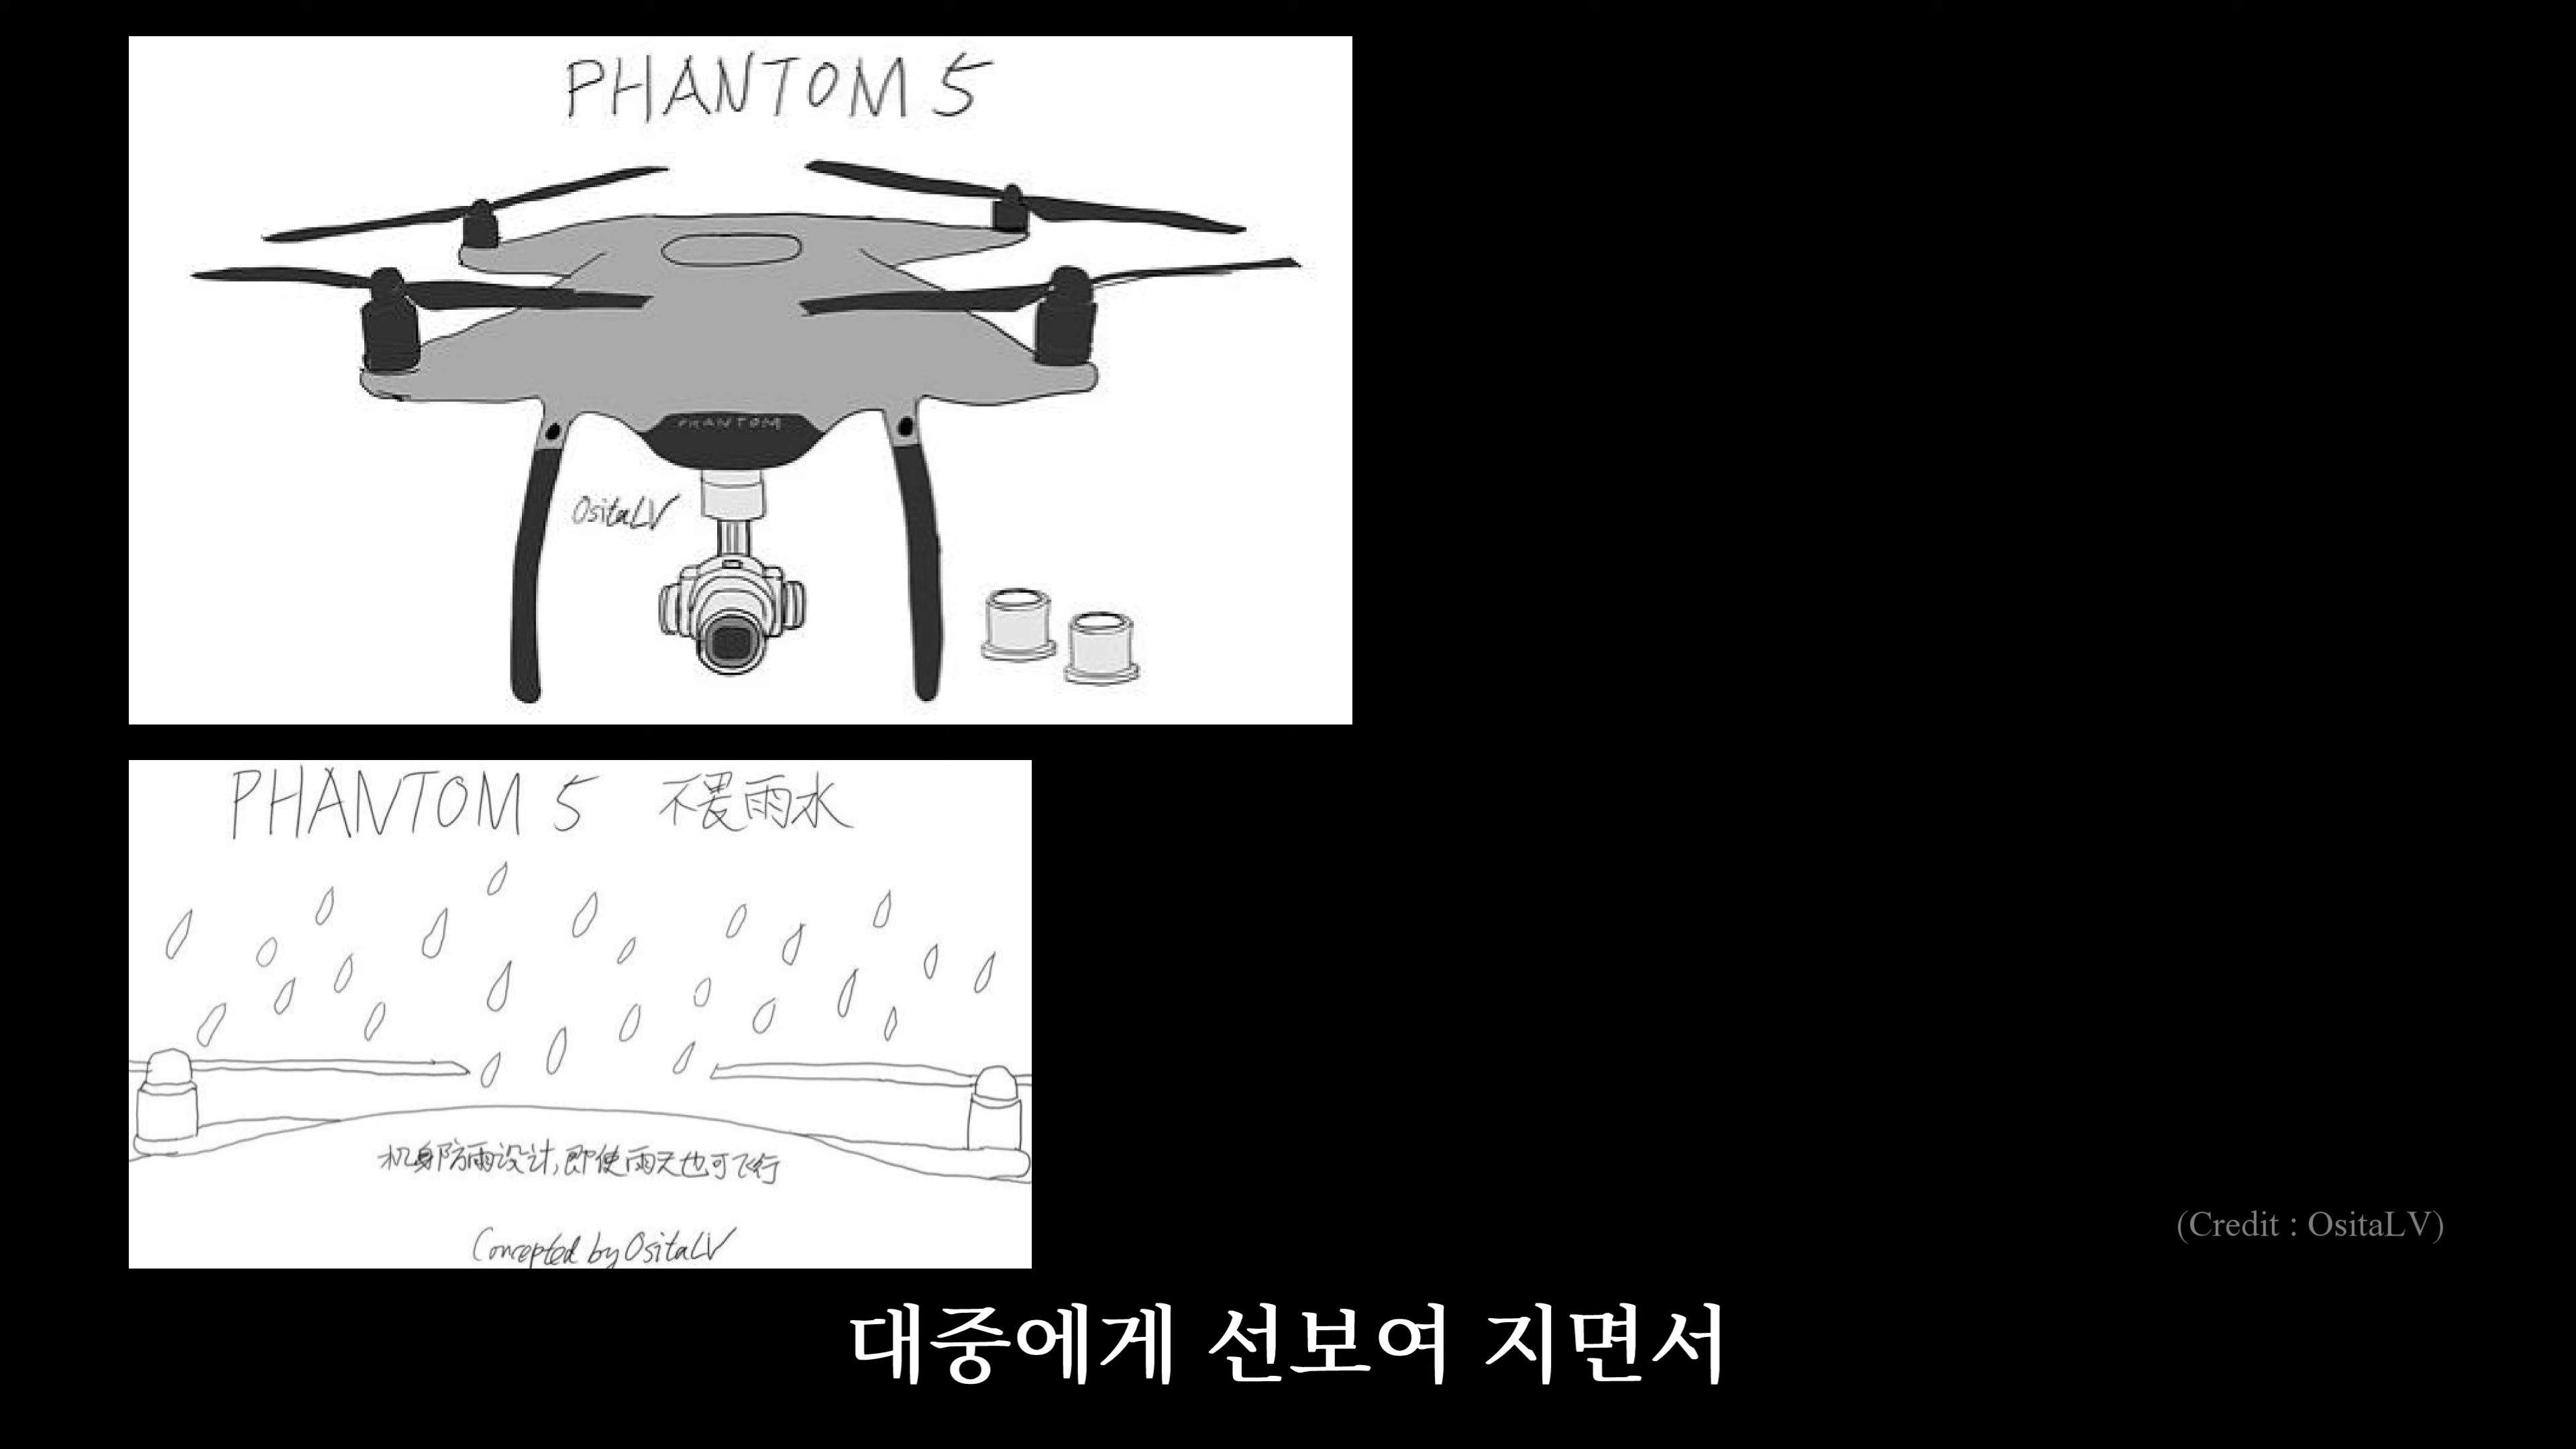 PHANTOM 5
PHANTOM
OsitaLV
PHANTOM 5 不畏雨水
机身防雨设计,即使雨天也可飞行
Concepted by OsitaLV
(Credit : OsitaLV)
대중에게 선보여 지면서